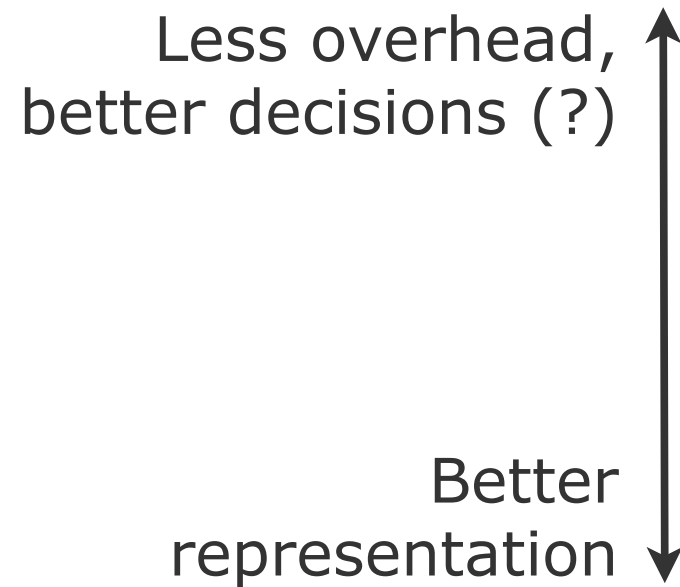 Less overhead,
better decisions (?)
Better
representation